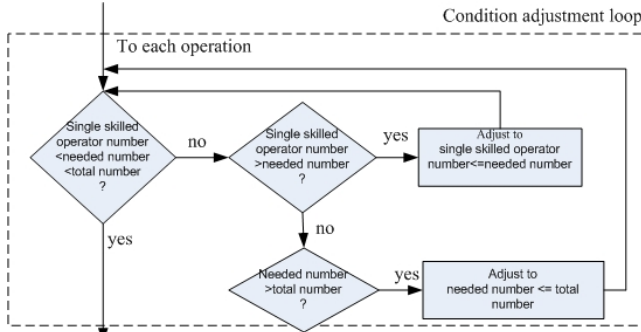 Condition adjustment loop
To each operation
Single skilled
operator number
<needed number
<total number
?
no
Single skilled
operator number
>needed number
?
yes
Adjust to
single skilled operator
number<=needed number
yes
no
Needed number
>total number
?
yes
Adjust to
needed number <= total
number